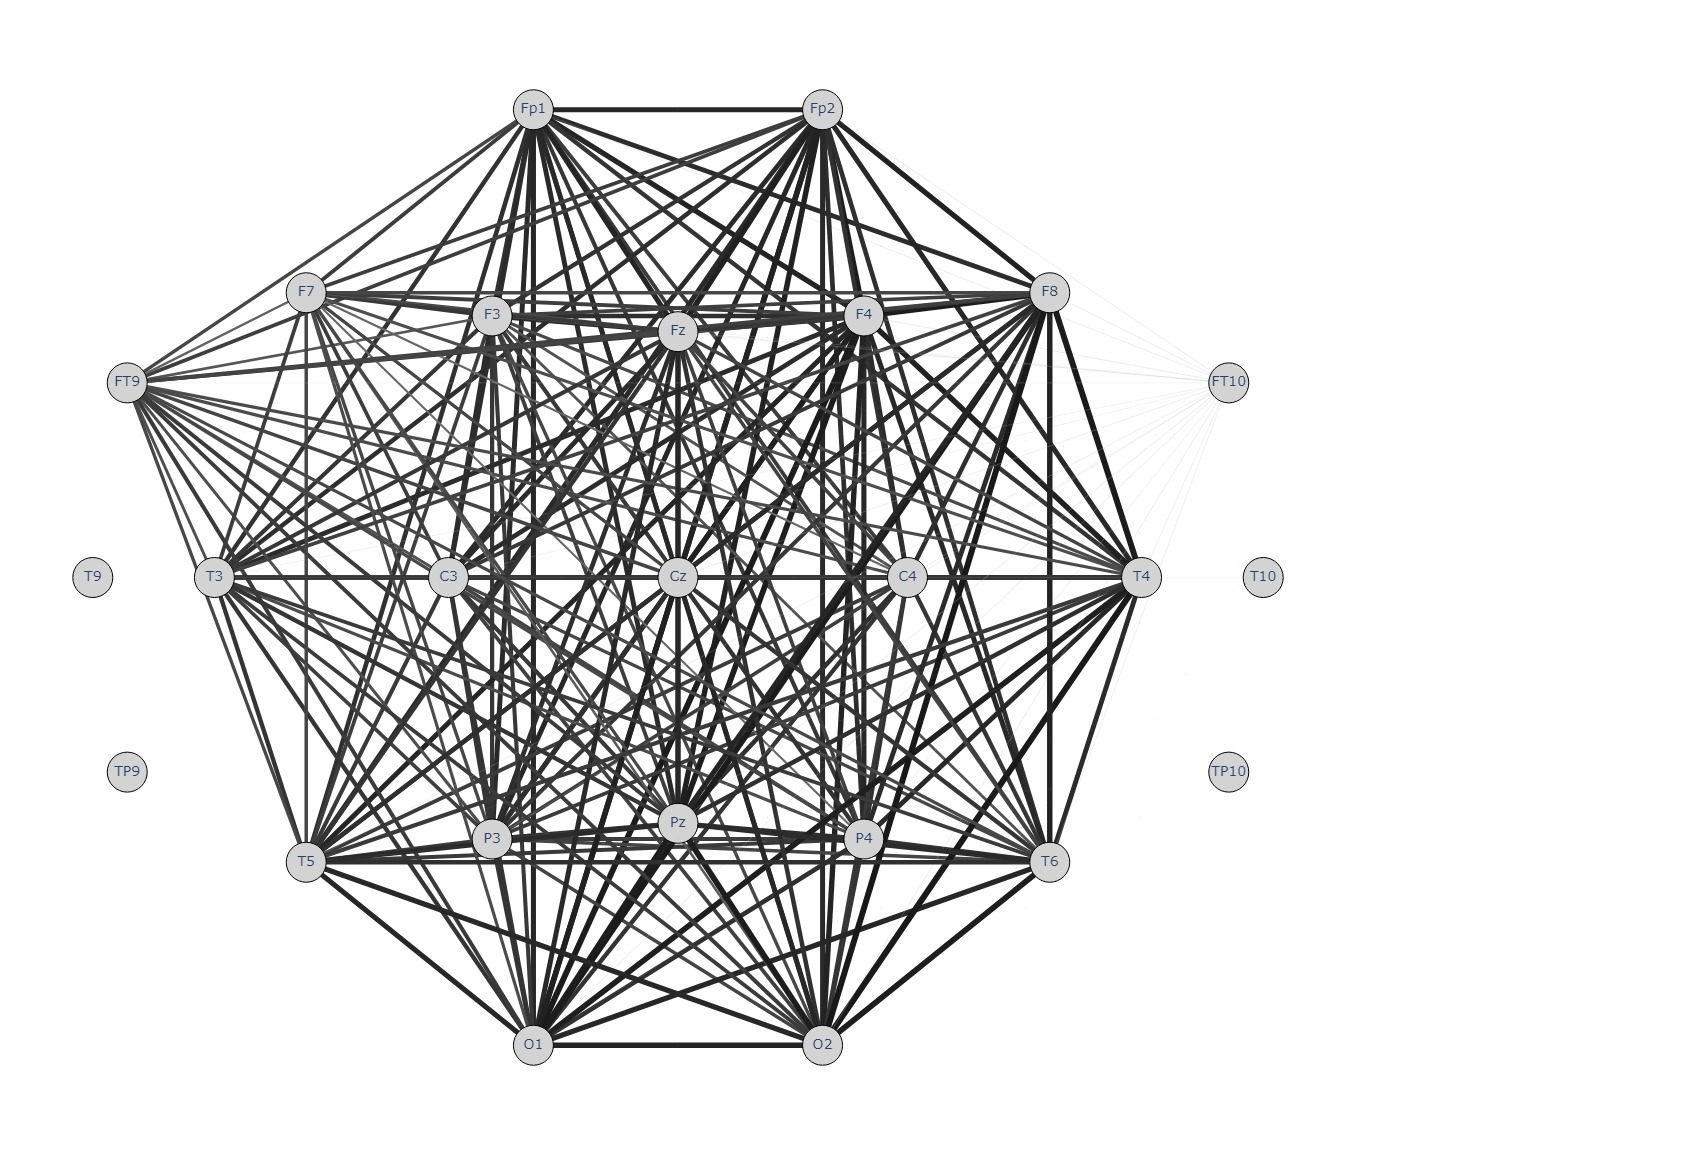 Fp1 Fp2
F7 F3 Fz F4 F8
FT9 FT10
T9 T3 C3 Cz C4 T4 T10
TP9 TP10
T5 P3 Pz P4 T6
O1 O2